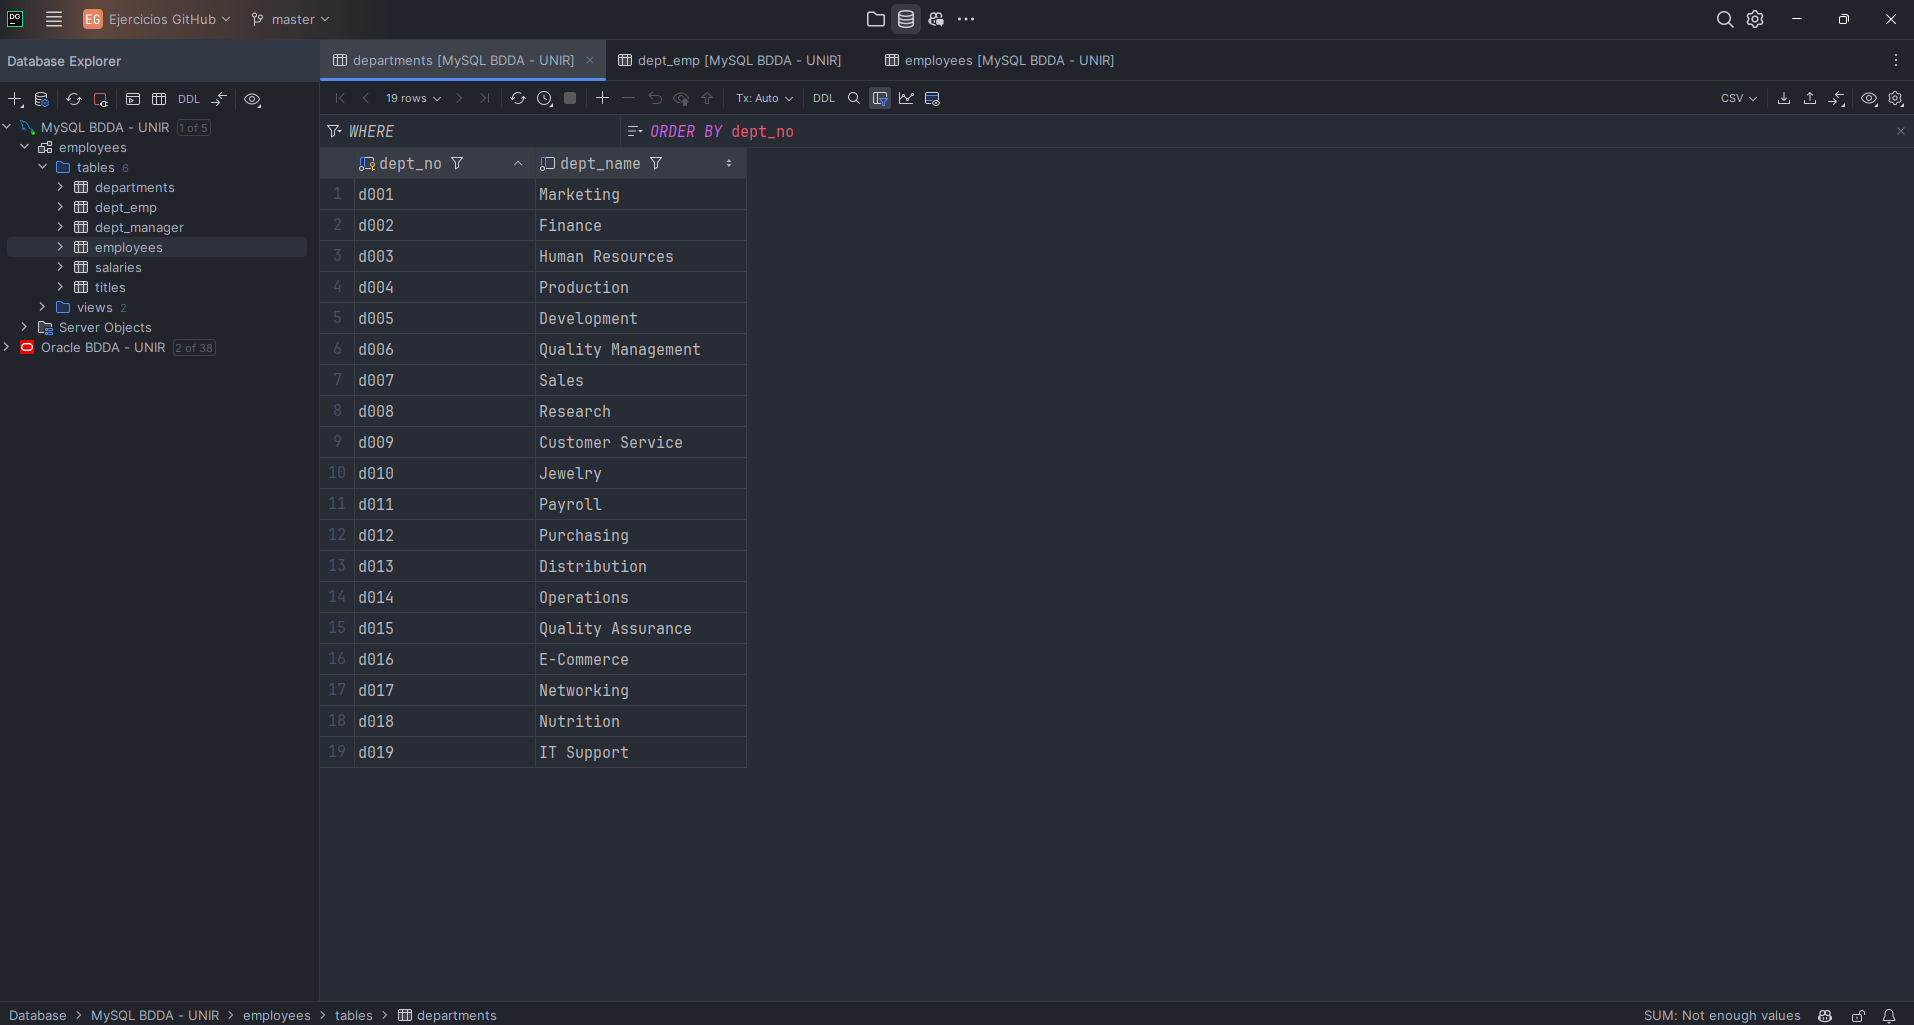 DG
EG Ejercicios GitHub master
Database Explorer
departments [MySQL BDDA - UNIR]
dept_emp [MySQL BDDA - UNIR]
employees [MySQL BDDA - UNIR]
DDL
19 rows
Tx: Auto
DDL
CSV
MySQL BDDA - UNIR 1 of 5
employees
tables 6
departments
dept_emp
dept_manager
employees
salaries
titles
views 2
Server Objects
Oracle BDDA - UNIR 2 of 38
WHERE
ORDER BY dept_no
dept_no dept_name
1 d001 Marketing
2 d002 Finance
3 d003 Human Resources
4 d004 Production
5 d005 Development
6 d006 Quality Management
7 d007 Sales
8 d008 Research
9 d009 Customer Service
10 d010 Jewelry
11 d011 Payroll
12 d012 Purchasing
13 d013 Distribution
14 d014 Operations
15 d015 Quality Assurance
16 d016 E-Commerce
17 d017 Networking
18 d018 Nutrition
19 d019 IT Support
Database > MySQL BDDA - UNIR > employees > tables > departments
SUM: Not enough values